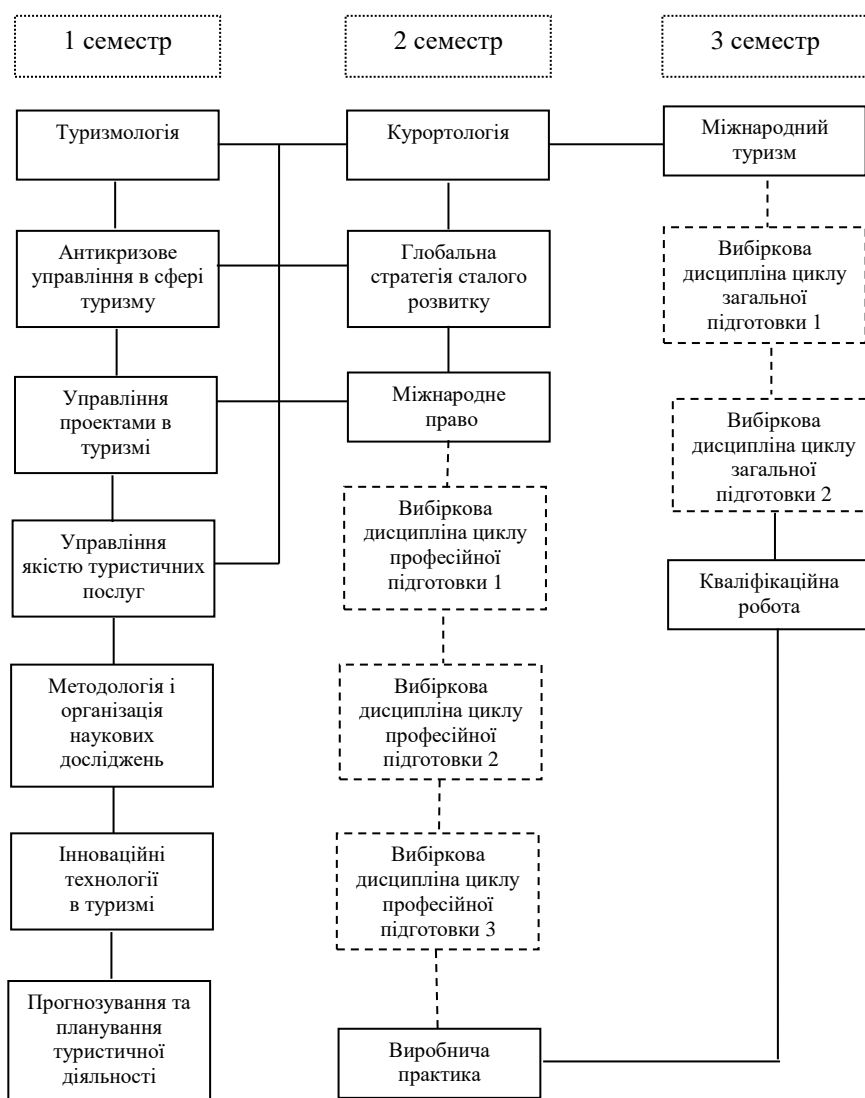 1 семестр
2 семестр
3 семестр
Туризмологія
Курортологія
Міжнародний
туризм
Антикризове
управління в сфері
туризму
Глобальна
стратегія сталого
розвитку
Вибіркова
дисципліна циклу
загальної
підготовки 1
Управління
проектами в
туризмі
Міжнародне
право
Вибіркова
дисципліна циклу
загальної
підготовки 2
Управління
якістю туристичних
послуг
Вибіркова
дисципліна циклу
професійної
підготовки 1
Кваліфікаційна
робота
Методологія і
організація
наукових
досліджень
Вибіркова
дисципліна циклу
професійної
підготовки 2
Інноваційні
технології
в туризмі
Вибіркова
дисципліна циклу
професійної
підготовки 3
Прогнозування та
планування
туристичної
діяльності
Виробнича
практика